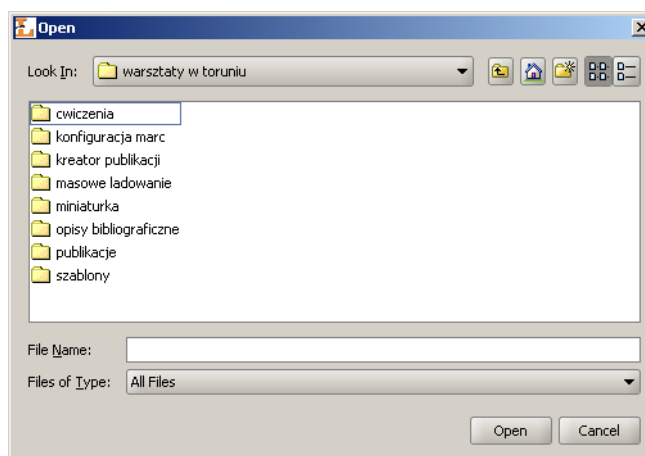 Open
Look In: warsztaty w toruniu
cwiczenia
konfiguracja marc
kreator publikacji
masowe ladowanie
miniaturka
opisy bibliograficzne
publikacje
szablony
File Name:
Files of Type: All Files
Open Cancel